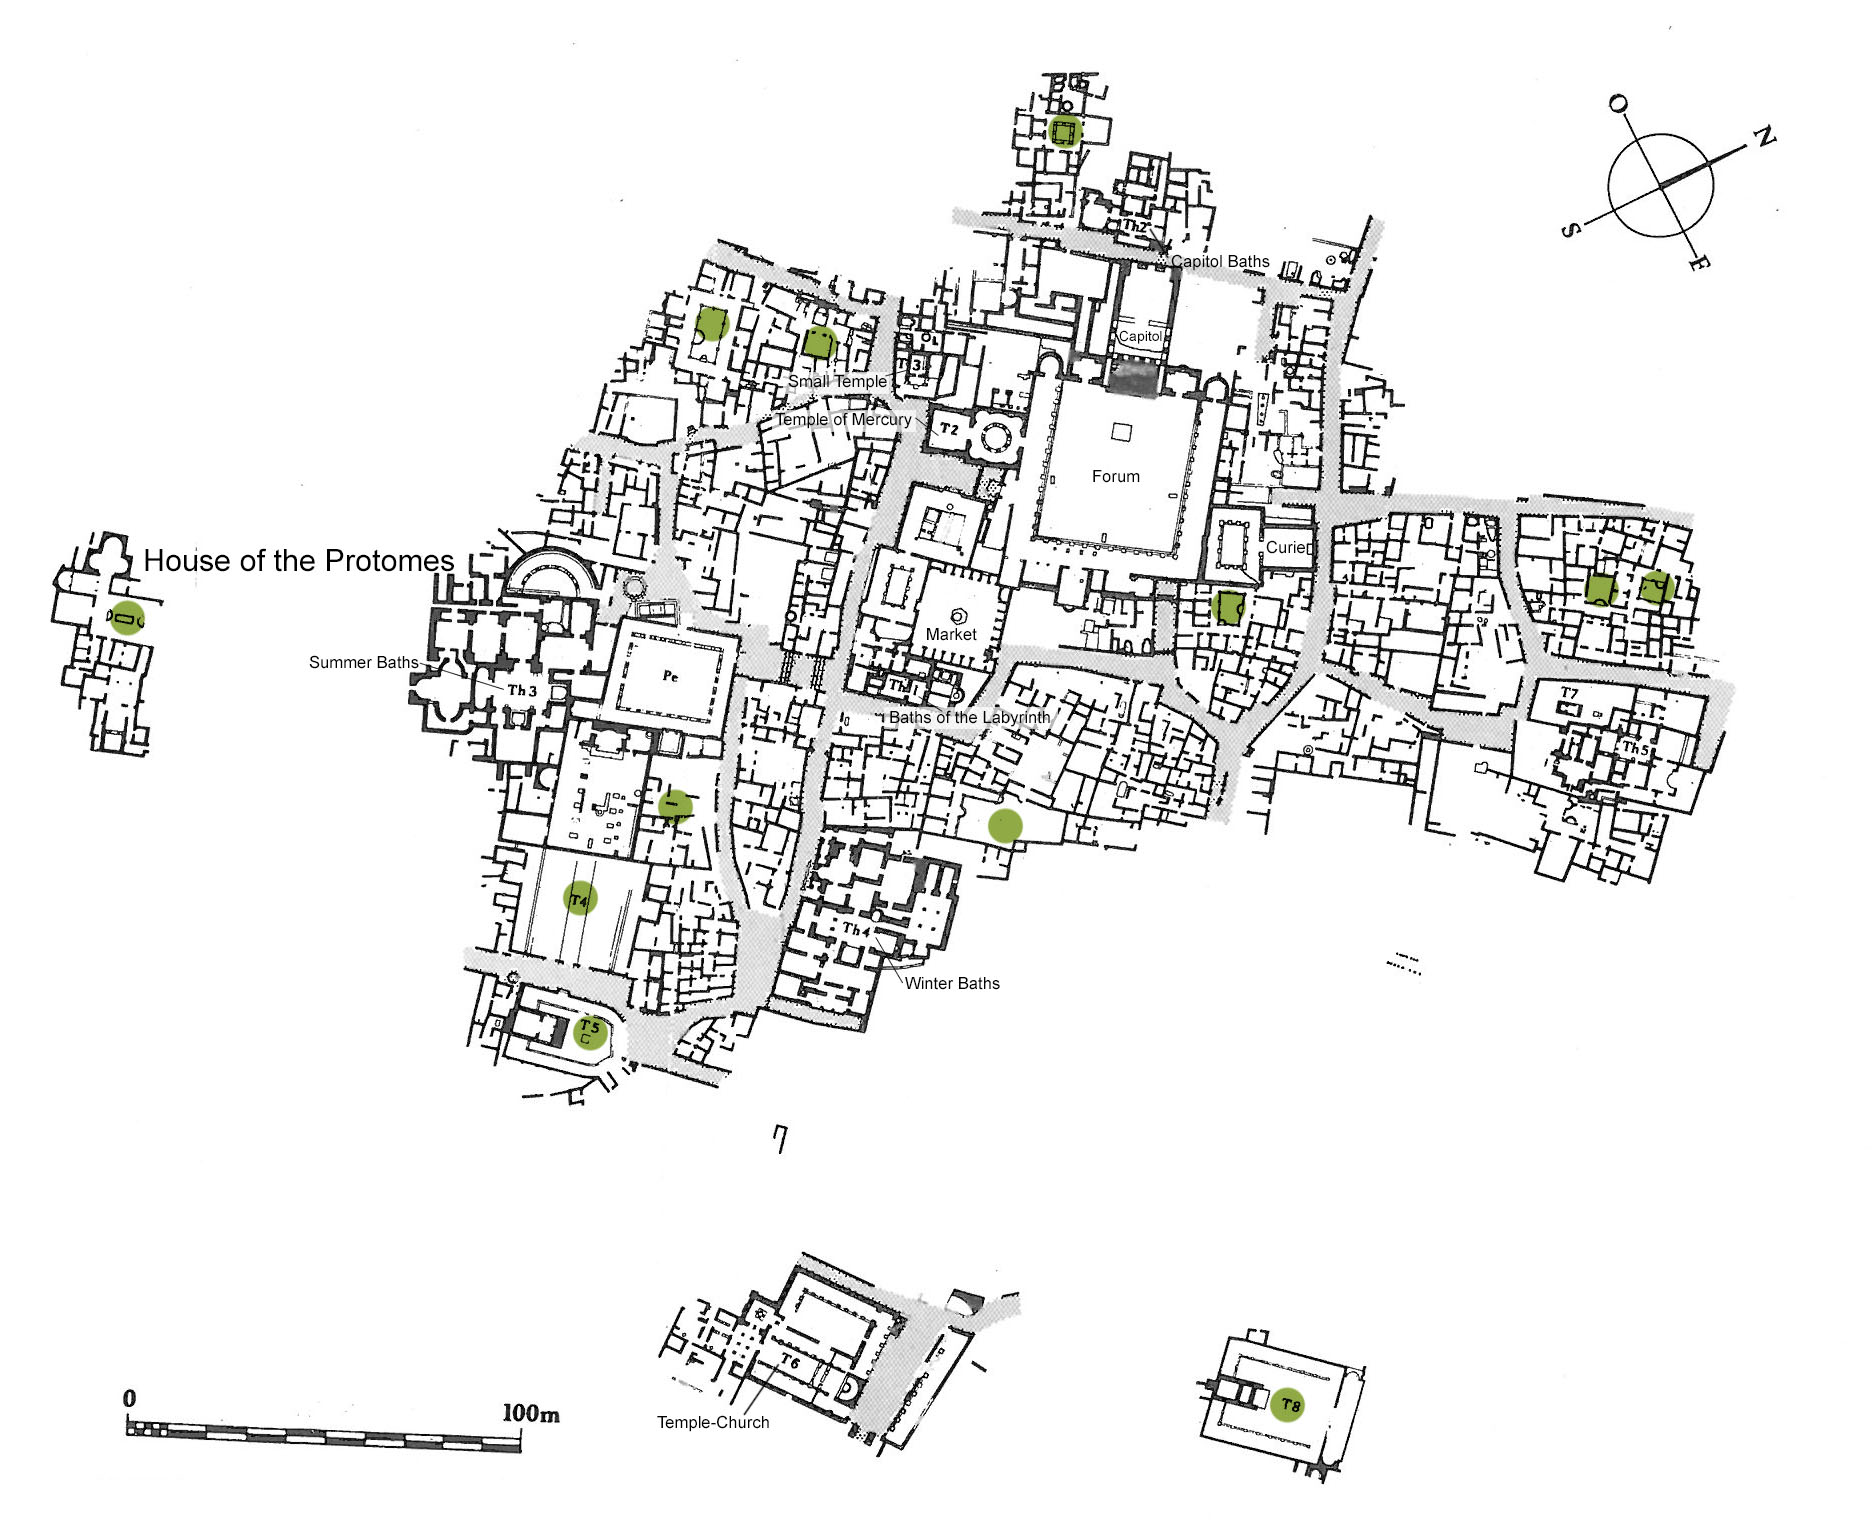 O
N
S
E
Th2
Capitol Baths
Capitol
T3
Small Temple
Temple of Mercury
T2
Forum
House of the Protomes
Curie
Market
Summer Baths
Th3
Pe
Th1
Baths of the Labyrinth
T7
Th5
T4
Th4
Winter Baths
T5
T6
Temple-Church
T8
0
100m